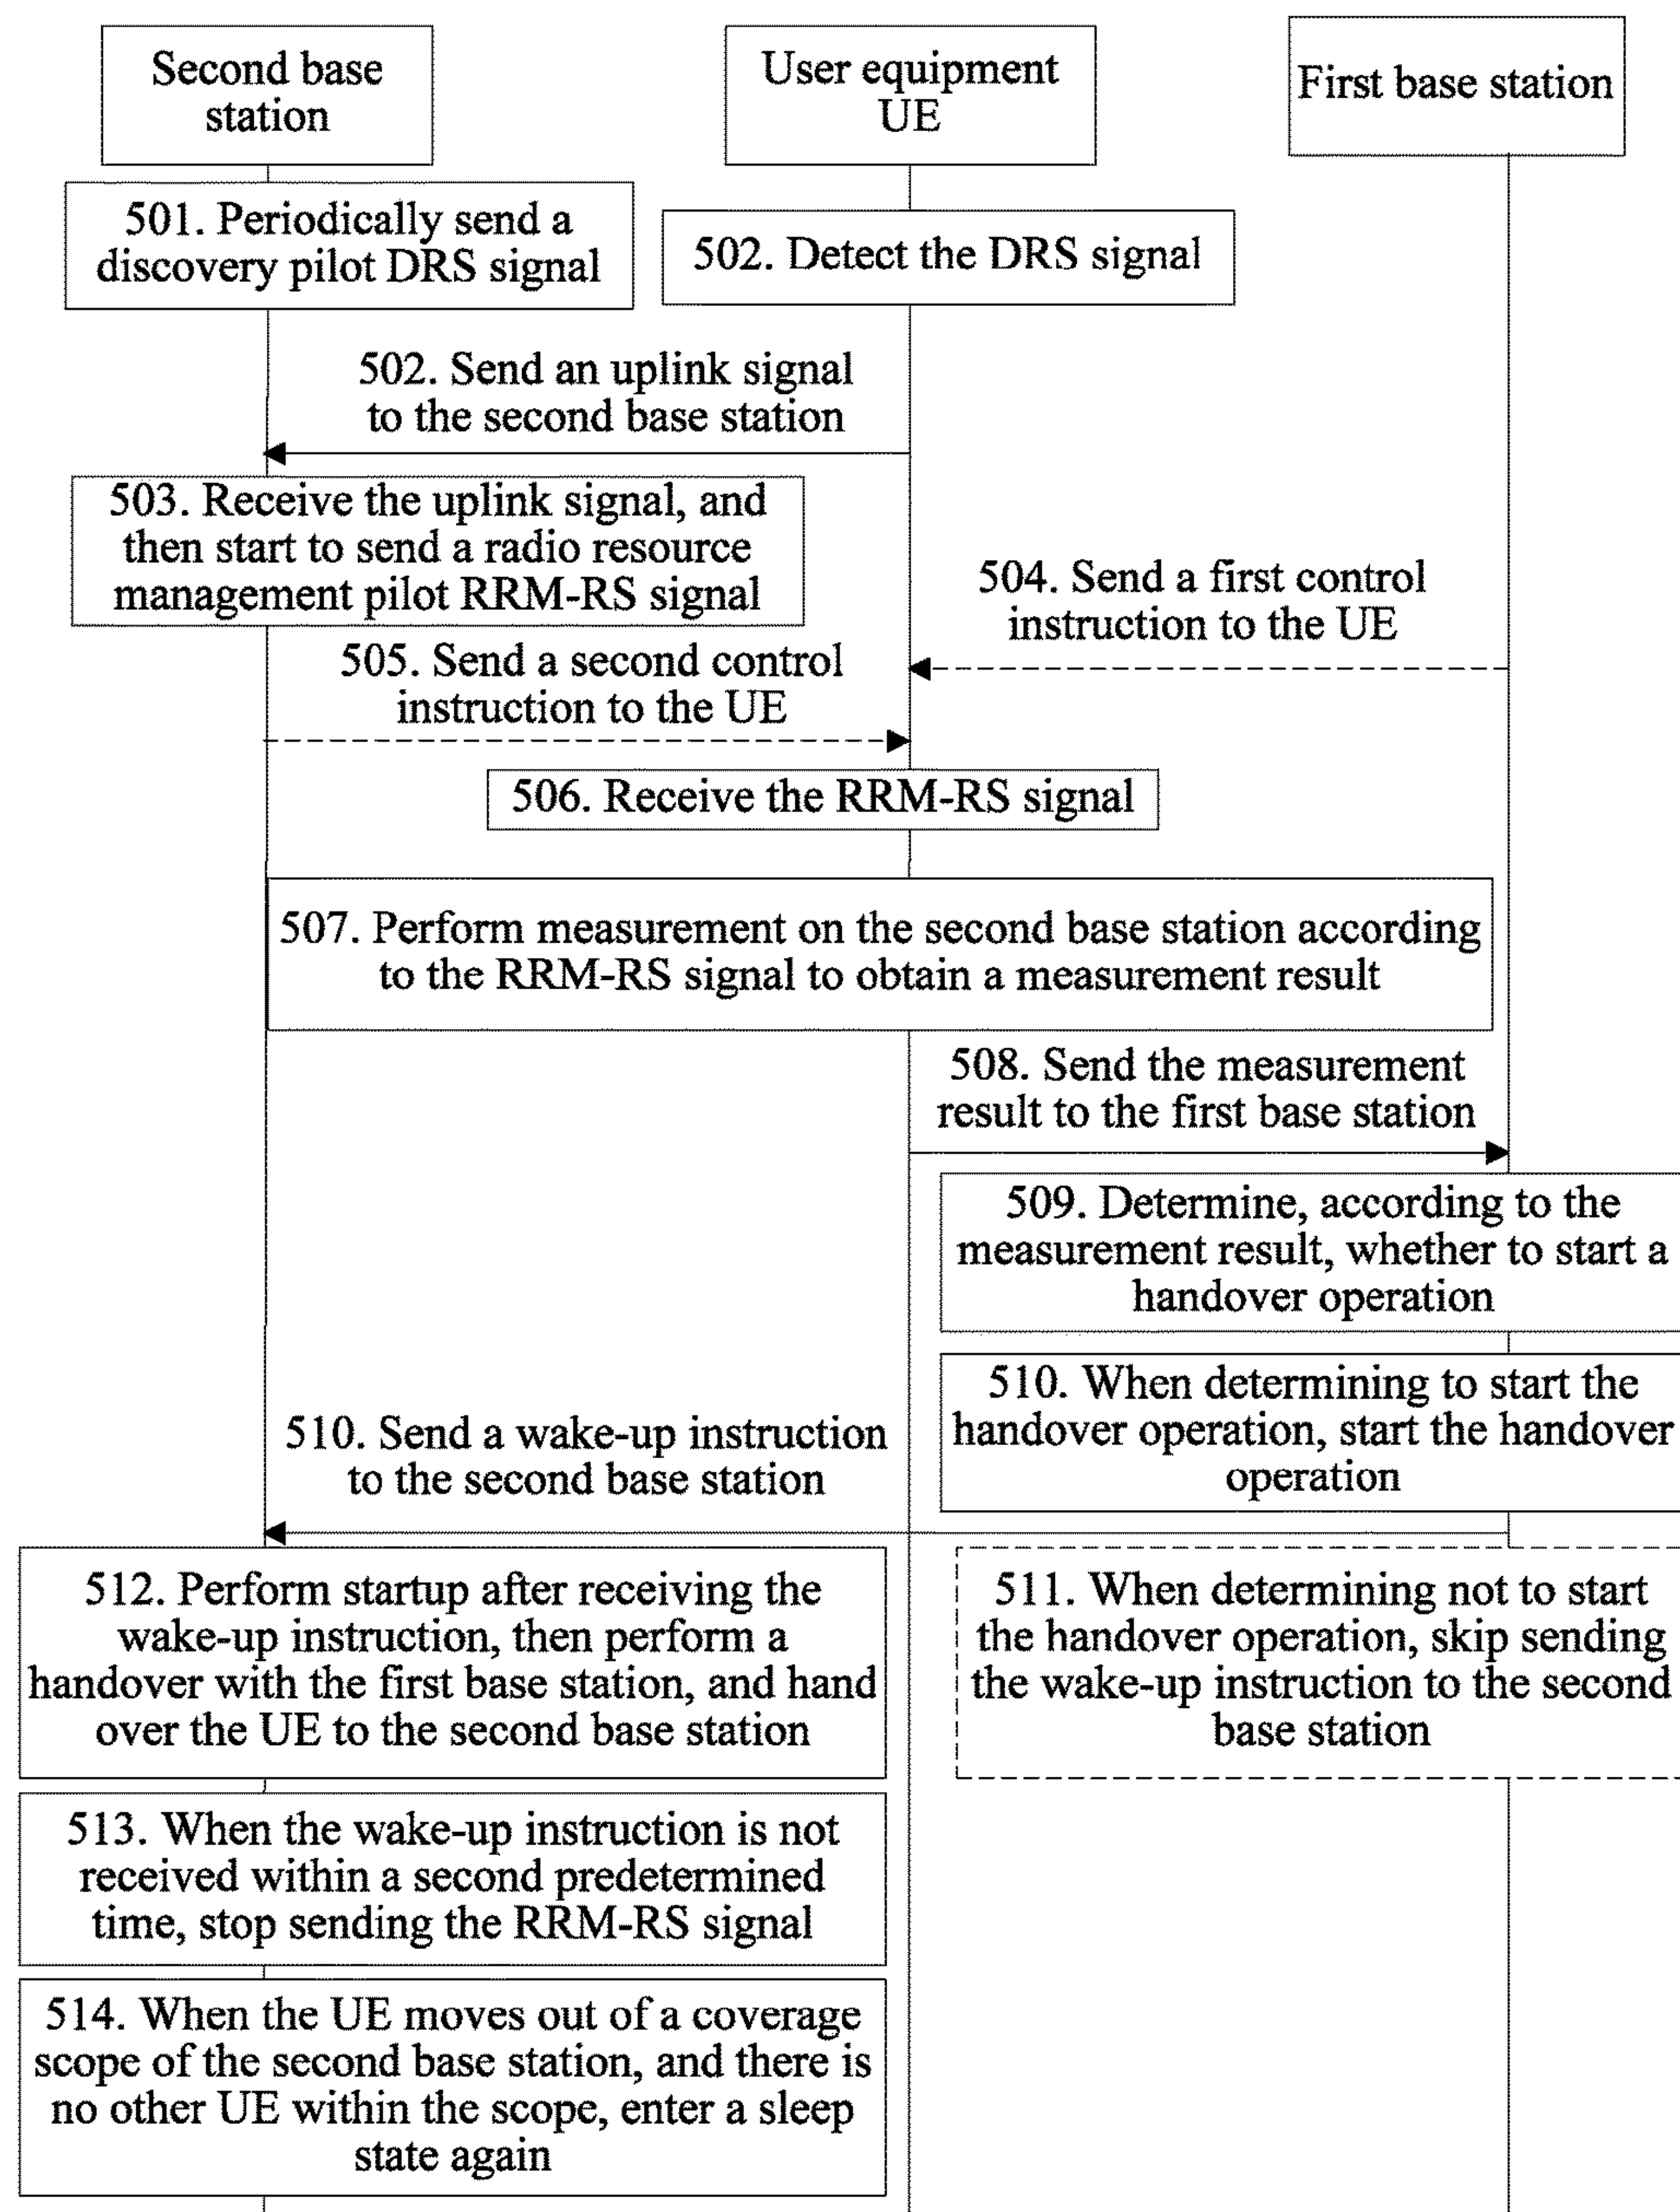 Second base
station
User equipment
UE
First base station
501. Periodically send a
discovery pilot DRS signal
502. Detect the DRS signal
502. Send an uplink signal
to the second base station
503. Receive the uplink signal, and
then start to send a radio resource
management pilot RRM-RS signal
504. Send a first control
instruction to the UE
505. Send a second control
instruction to the UE
506. Receive the RRM-RS signal
507. Perform measurement on the second base station according
to the RRM-RS signal to obtain a measurement result
508. Send the measurement
result to the first base station
509. Determine, according to the
measurement result, whether to start a
handover operation
510. When determining to start the
handover operation, start the handover
operation
510. Send a wake-up instruction
to the second base station
512. Perform startup after receiving the
wake-up instruction, then perform a
handover with the first base station, and hand
over the UE to the second base station
511. When determining not to start
the handover operation, skip sending
the wake-up instruction to the second
base station
513. When the wake-up instruction is not
received within a second predetermined
time, stop sending the RRM-RS signal
514. When the UE moves out of a coverage
scope of the second base station, and there is
no other UE within the scope, enter a sleep
state again